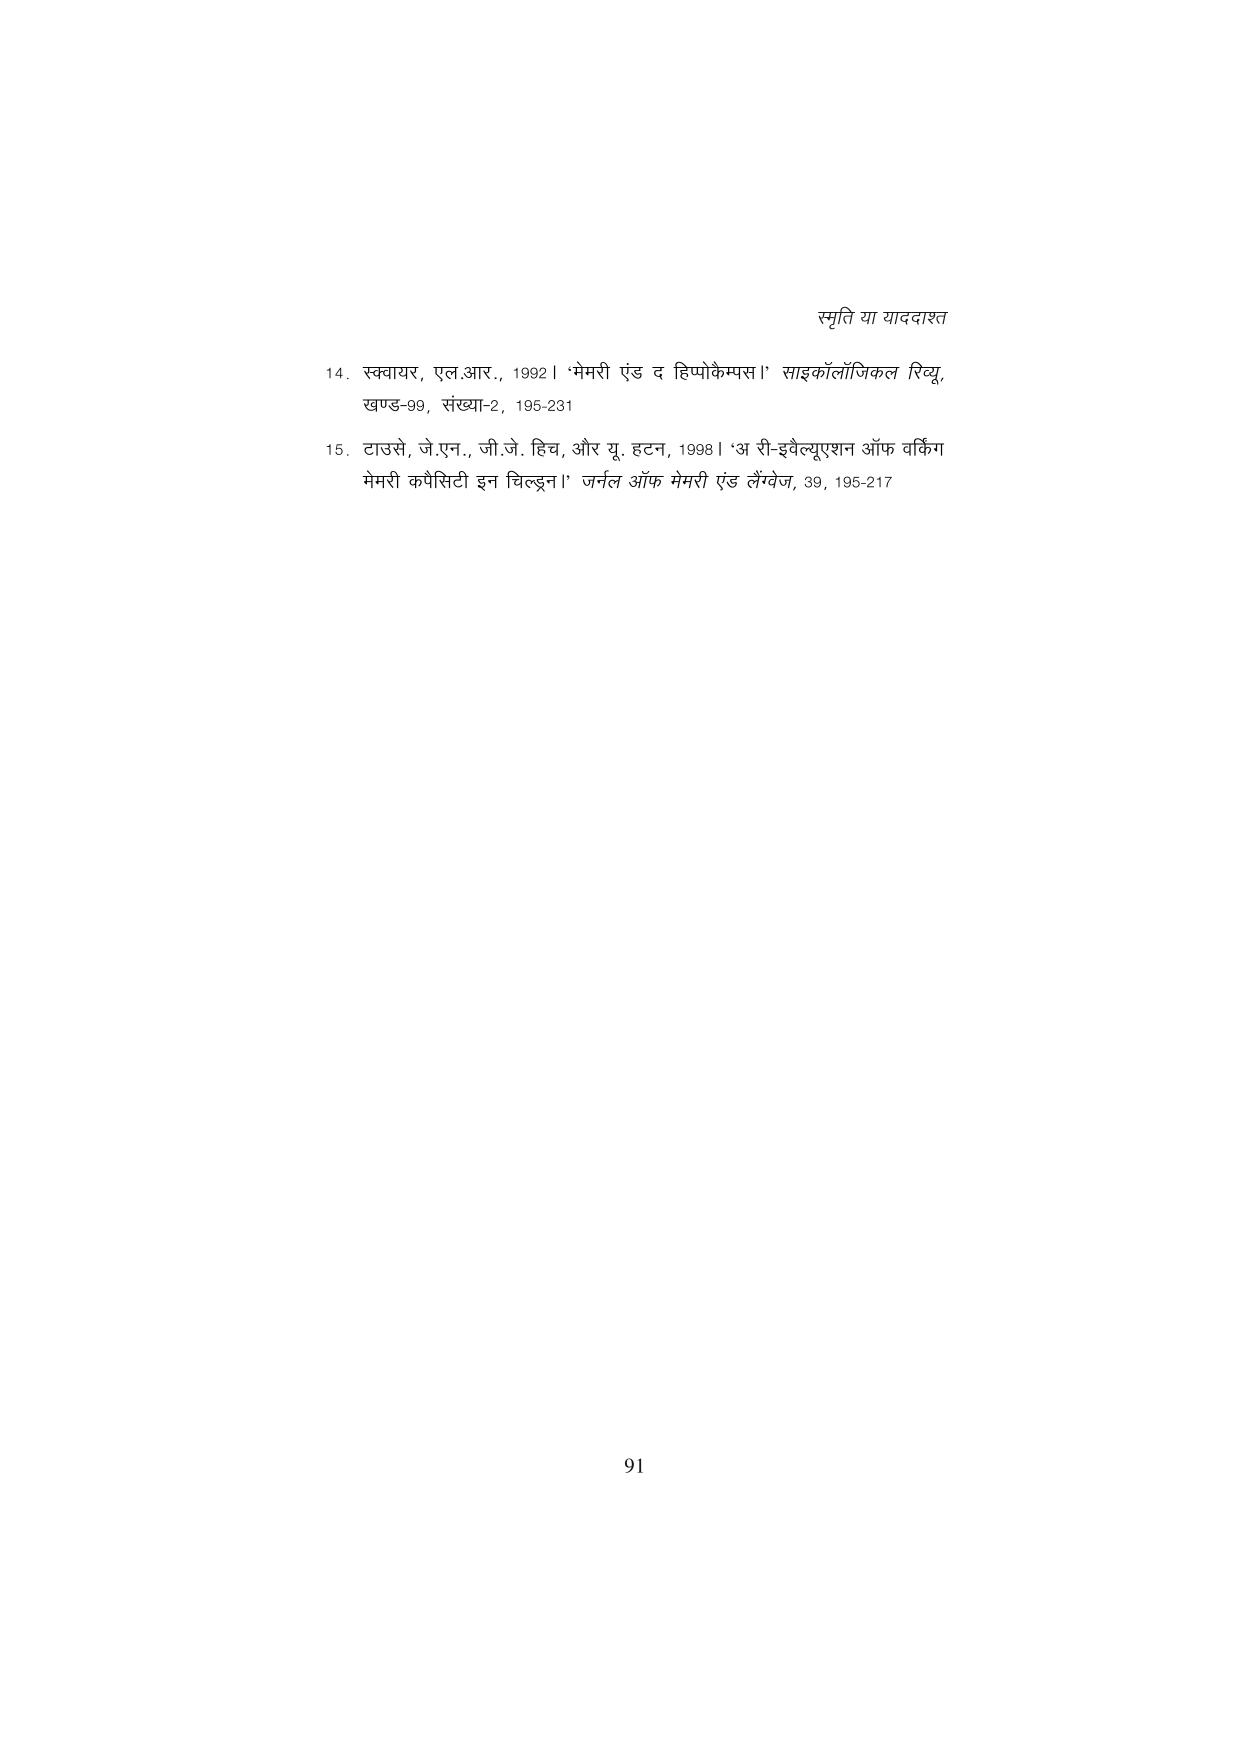 स्मृति या याददाश्त
14. स्क्वायर, एल.आर., 1992। ‘मेमरी एंड द हिप्पोकैम्पस।’ साइकॉलॉजिकल रिव्यू,
खण्ड-99, संख्या-2, 195-231
15. टाउसे, जे.एन., जी.जे. हिच, और यू. हटन, 1998। ‘अ री-इवैल्यूएशन ऑफ वर्किंग
मेमरी कपैसिटी इन चिल्ड्रन।’ जर्नल ऑफ मेमरी एंड लैंग्वेज, 39, 195-217
91